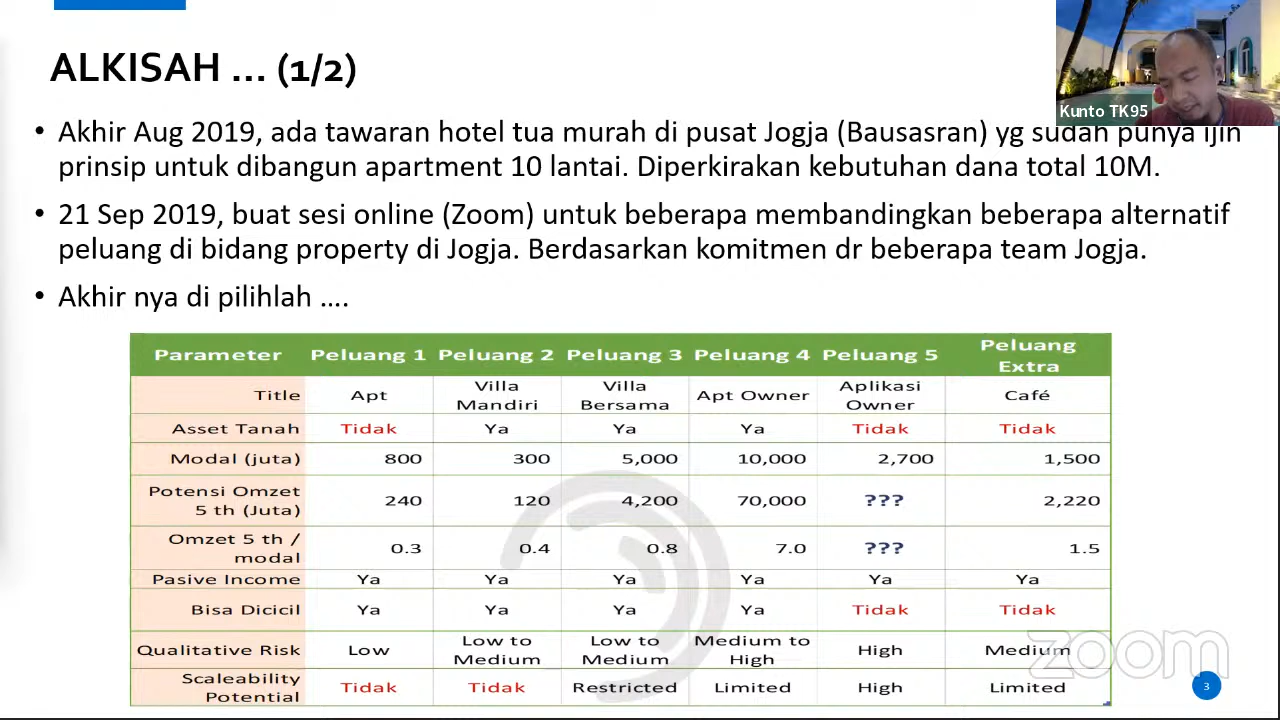 ALKISAH ... (1/2)
Kunto TK95
• Akhir Aug 2019, ada tawaran hotel tua murah di pusat Jogja (Bausasran) yg sudah punya ijin
prinsip untuk dibangun apartment 10 lantai. Diperkirakan kebutuhan dana total 10M.
• 21 Sep 2019, buat sesi online (Zoom) untuk beberapa membandingkan beberapa alternatif
peluang di bidang property di Jogja. Berdasarkan komitmen dr beberapa team Jogja.
• Akhir nya di pilihlah ....
Parameter Peluang 1 Peluang 2 Peluang 3 Peluang 4 Peluang 5 Peluang
Extra
Title Apt Villa Mandiri Villa Bersama Apt Owner Aplikasi Owner Café
Asset Tanah Tidak Ya Ya Ya Tidak Tidak
Modal (juta) 800 300 5,000 10,000 2,700 1,500
Potensi Omzet
5 th (Juta) 240 120 4,200 70,000 ??? 2,220
Omzet 5 th /
modal 0.3 0.4 0.8 7.0 ??? 1.5
Pasive Income Ya Ya Ya Ya Ya Ya
Bisa Dicicil Ya Ya Ya Ya Tidak Tidak
Qualitative Risk Low Low to Medium Low to Medium Medium to High High Medium
Scaleability
Potential Tidak Tidak Restricted Limited High Limited
zoom
3